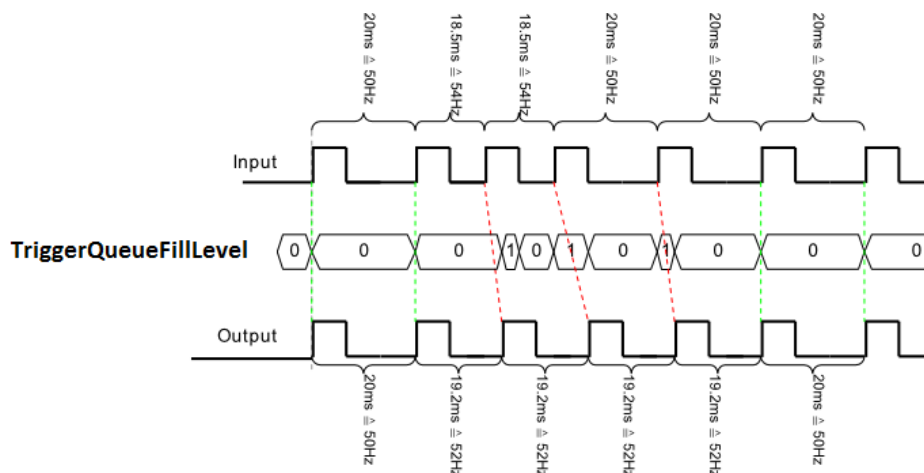 20ms ≙ 50Hz
18.5ms ≙ 54Hz
18.5ms ≙ 54Hz
20ms ≙ 50Hz
20ms ≙ 50Hz
20ms ≙ 50Hz
Input
TriggerQueueFillLevel
0 0 0 1 0 1 0 1 0 0 0
Output
20ms ≙ 50Hz
19.2ms ≙ 52Hz
19.2ms ≙ 52Hz
19.2ms ≙ 52Hz
19.2ms ≙ 52Hz
20ms ≙ 50Hz